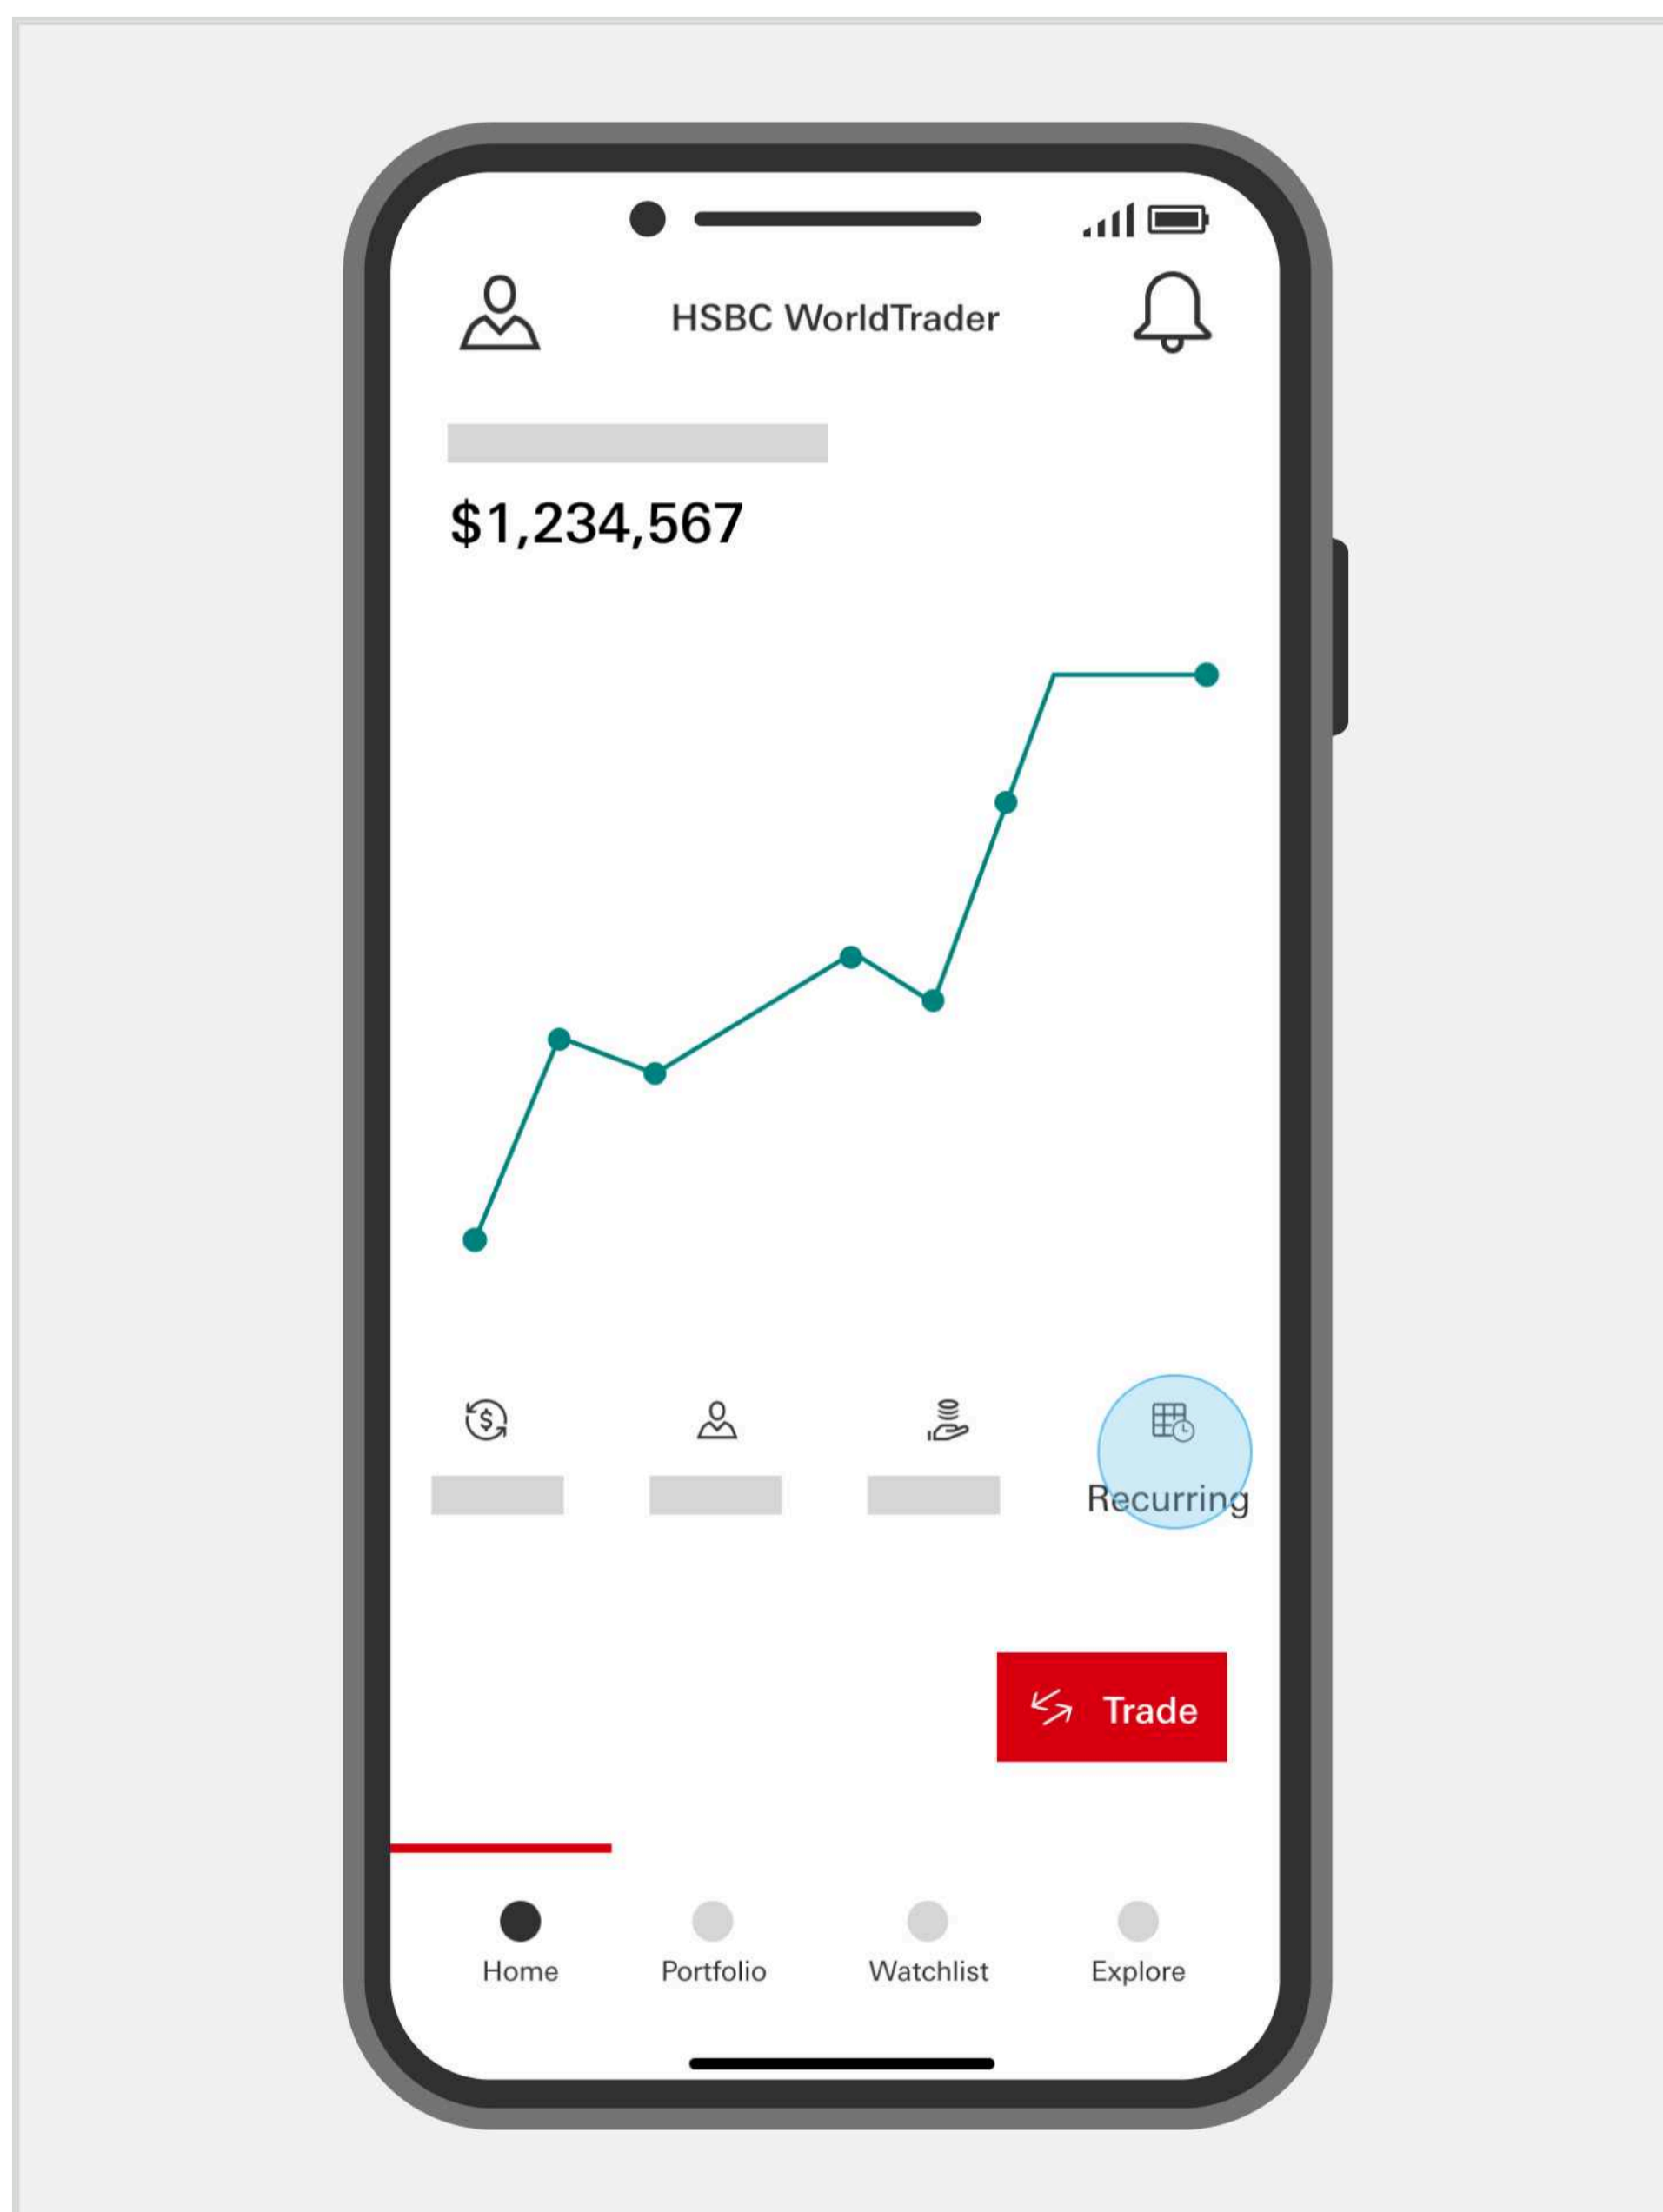 HSBC WorldTrader
$1,234,567
Recurring
Trade
Home
Portfolio
Watchlist
Explore